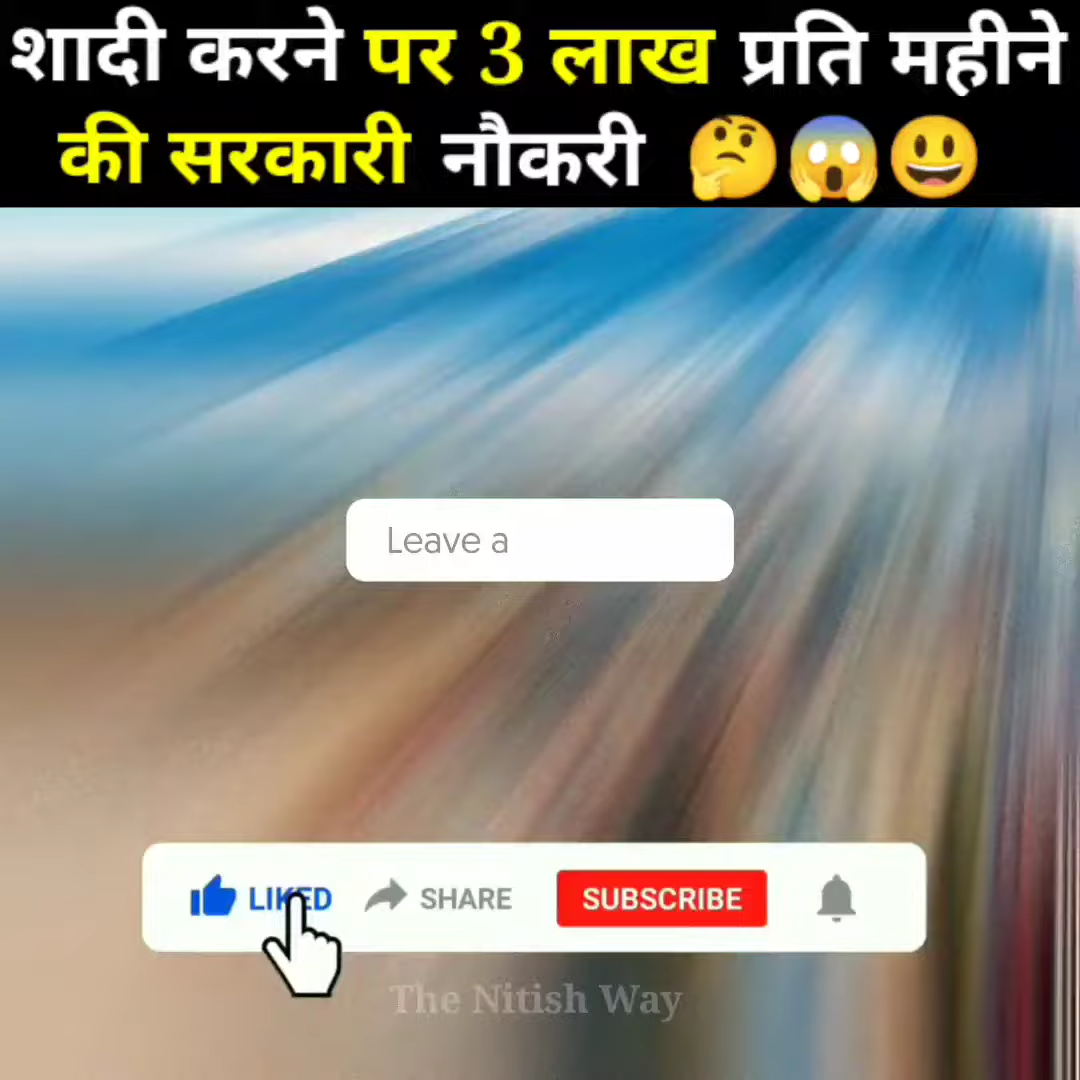 शादी करने पर 3 लाख प्रति महीने
की सरकारी नौकरी 🤔😱😃
Leave a
LIKED SHARE SUBSCRIBE
The Nitish Way